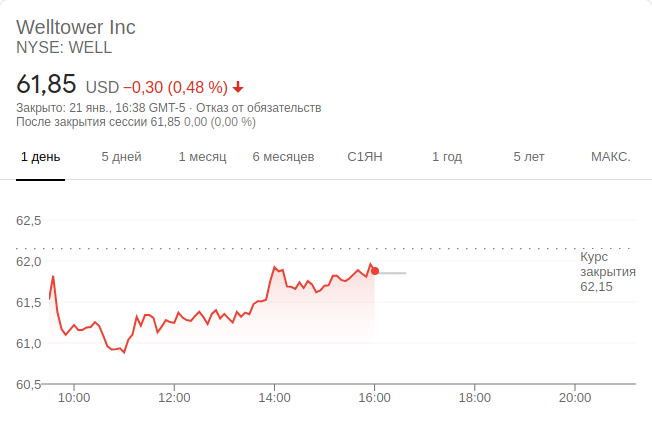 Welltower Inc
NYSE: WELL
61,85 USD −0,30 (0,48 %)
Закрыто: 21 янв., 16:38 GMT-5 · Отказ от обязательств
После закрытия сессии 61,85 0,00 (0,00 %)
1 день 5 дней 1 месяц 6 месяцев С1ЯН 1 год 5 лет МАКС.
62,5
62,0
61,5
61,0
60,5
Курс
закрытия
62,15
10:00 12:00 14:00 16:00 18:00 20:00